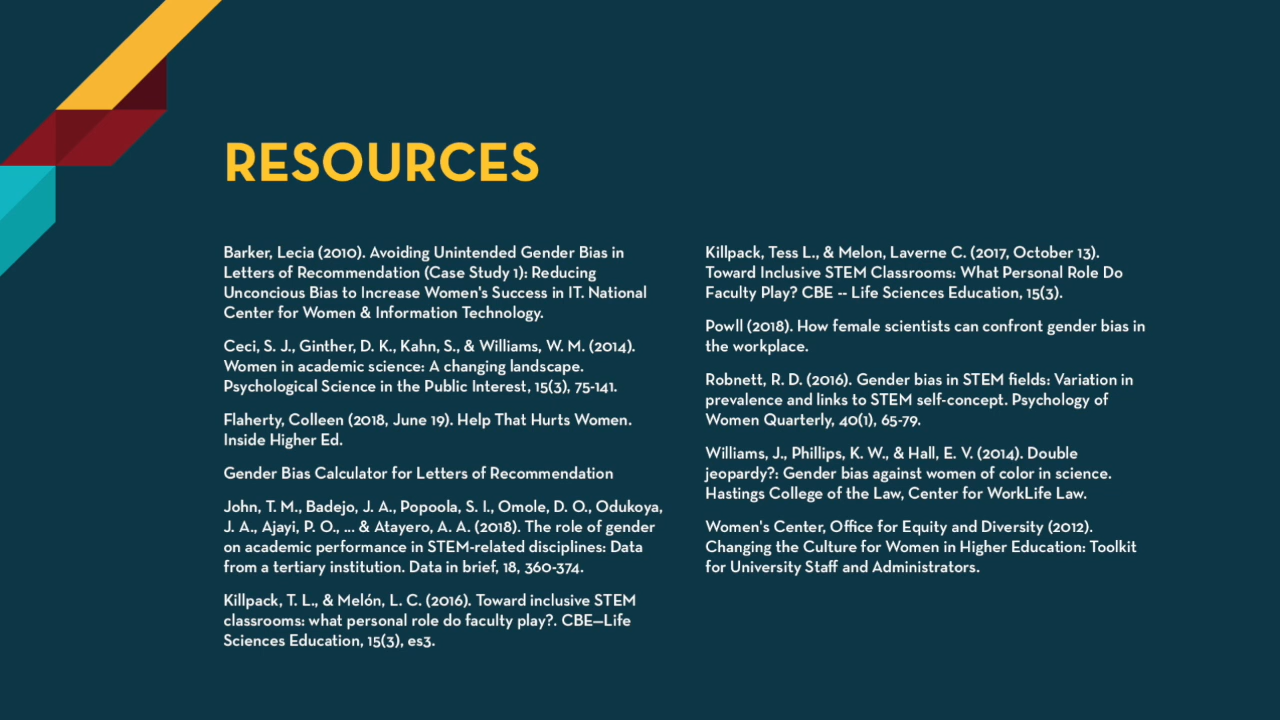 RESOURCES
Barker, Lecia (2010). Avoiding Unintended Gender Bias in
Letters of Recommendation (Case Study 1): Reducing
Unconcious Bias to Increase Women's Success in IT. National
Center for Women & Information Technology.
Ceci, S. J., Ginther, D. K., Kahn, S., & Williams, W. M. (2014).
Women in academic science: A changing landscape.
Psychological Science in the Public Interest, 15(3), 75-141.
Flaherty, Colleen (2018, June 19). Help That Hurts Women.
Inside Higher Ed.
Gender Bias Calculator for Letters of Recommendation
John, T. M., Badejo, J. A., Popoola, S. I., Omole, D. O., Odukoya,
J. A., Ajayi, P. O., ... & Atayero, A. A. (2018). The role of gender
on academic performance in STEM-related disciplines: Data
from a tertiary institution. Data in brief, 18, 360-374.
Killpack, T. L., & Melón, L. C. (2016). Toward inclusive STEM
classrooms: what personal role do faculty play?. CBE—Life
Sciences Education, 15(3), es3.
Killpack, Tess L., & Melon, Laverne C. (2017, October 13).
Toward Inclusive STEM Classrooms: What Personal Role Do
Faculty Play? CBE -- Life Sciences Education, 15(3).
Powll (2018). How female scientists can confront gender bias in
the workplace.
Robnett, R. D. (2016). Gender bias in STEM fields: Variation in
prevalence and links to STEM self-concept. Psychology of
Women Quarterly, 40(1), 65-79.
Williams, J., Phillips, K. W., & Hall, E. V. (2014). Double
jeopardy?: Gender bias against women of color in science.
Hastings College of the Law, Center for WorkLife Law.
Women's Center, Office for Equity and Diversity (2012).
Changing the Culture for Women in Higher Education: Toolkit
for University Staff and Administrators.